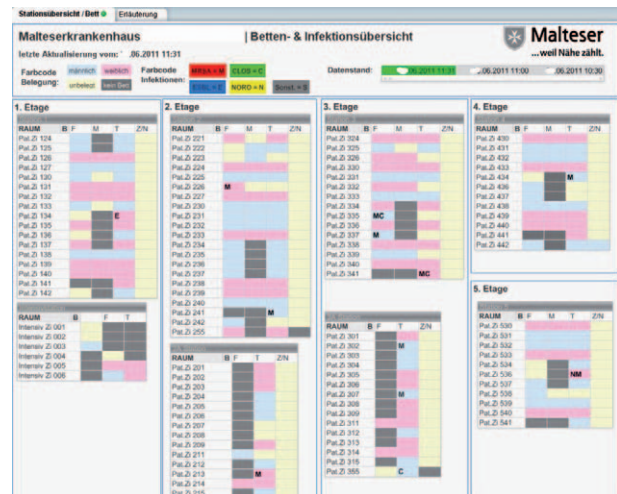 Stationsübersicht / Bett
Erläuterung
Malteserkrankenhaus
| Betten- & Infektionsübersicht
Malteser
...weil Nähe zählt.
letzte Aktualisierung vom:
.06.2011 11:31
Farbcode Belegung:
männlich
weiblich
unbelegt
kein Bett
Farbcode Infektionen:
MRSA = M
CLOS = C
ESBL = E
NORO = N
Sonst. = S
Datenstand:
.06.2011 11:31
.06.2011 11:00
.06.2011 10:30
1. Etage
RAUM B F M T Z/N
Pat.Zi 124
Pat.Zi 125
Pat.Zi 126
Pat.Zi 127
Pat.Zi 130
Pat.Zi 131
Pat.Zi 132
Pat.Zi 133
Pat.Zi 134 E
Pat.Zi 135
Pat.Zi 136
Pat.Zi 137
Pat.Zi 138
Pat.Zi 139
Pat.Zi 140
Pat.Zi 141
Pat.Zi 142
RAUM B F T
Intensiv Zi 001
Intensiv Zi 002
Intensiv Zi 003
Intensiv Zi 004
Intensiv Zi 005
Intensiv Zi 006
2. Etage
RAUM B F M T Z/N
Pat.Zi 221
Pat.Zi 222
Pat.Zi 223
Pat.Zi 224
Pat.Zi 225
Pat.Zi 226 M
Pat.Zi 227
Pat.Zi 230
Pat.Zi 231
Pat.Zi 232
Pat.Zi 233
Pat.Zi 234
Pat.Zi 235
Pat.Zi 236
Pat.Zi 237
Pat.Zi 238
Pat.Zi 239
Pat.Zi 240
Pat.Zi 241 M
Pat.Zi 242
Pat.Zi 255
RAUM B F T Z/N
Pat.Zi 201
Pat.Zi 202
Pat.Zi 203
Pat.Zi 204
Pat.Zi 205
Pat.Zi 206
Pat.Zi 207
Pat.Zi 208
Pat.Zi 209
Pat.Zi 211
Pat.Zi 212
Pat.Zi 213 M
Pat.Zi 214
Pat.Zi 215
3. Etage
RAUM B F M T Z/N
Pat.Zi 324
Pat.Zi 325
Pat.Zi 326
Pat.Zi 330
Pat.Zi 331
Pat.Zi 332
Pat.Zi 333
Pat.Zi 334
Pat.Zi 335 MC
Pat.Zi 336
Pat.Zi 337 M
Pat.Zi 338
Pat.Zi 339
Pat.Zi 340
Pat.Zi 341 MC
RAUM B F T Z/N
Pat.Zi 301
Pat.Zi 302 M
Pat.Zi 303
Pat.Zi 304
Pat.Zi 305
Pat.Zi 306
Pat.Zi 307 M
Pat.Zi 308
Pat.Zi 309
Pat.Zi 311
Pat.Zi 312
Pat.Zi 313
Pat.Zi 314
Pat.Zi 315
Pat.Zi 355 C
4. Etage
RAUM B F M T Z/N
Pat.Zi 430
Pat.Zi 431
Pat.Zi 432
Pat.Zi 433
Pat.Zi 434 M
Pat.Zi 436
Pat.Zi 437
Pat.Zi 438
Pat.Zi 439
Pat.Zi 440
Pat.Zi 441
Pat.Zi 442
5. Etage
RAUM B F M T Z/N
Pat.Zi 530
Pat.Zi 531
Pat.Zi 532
Pat.Zi 533
Pat.Zi 534
Pat.Zi 536 NM
Pat.Zi 537
Pat.Zi 538
Pat.Zi 539
Pat.Zi 540
Pat.Zi 541